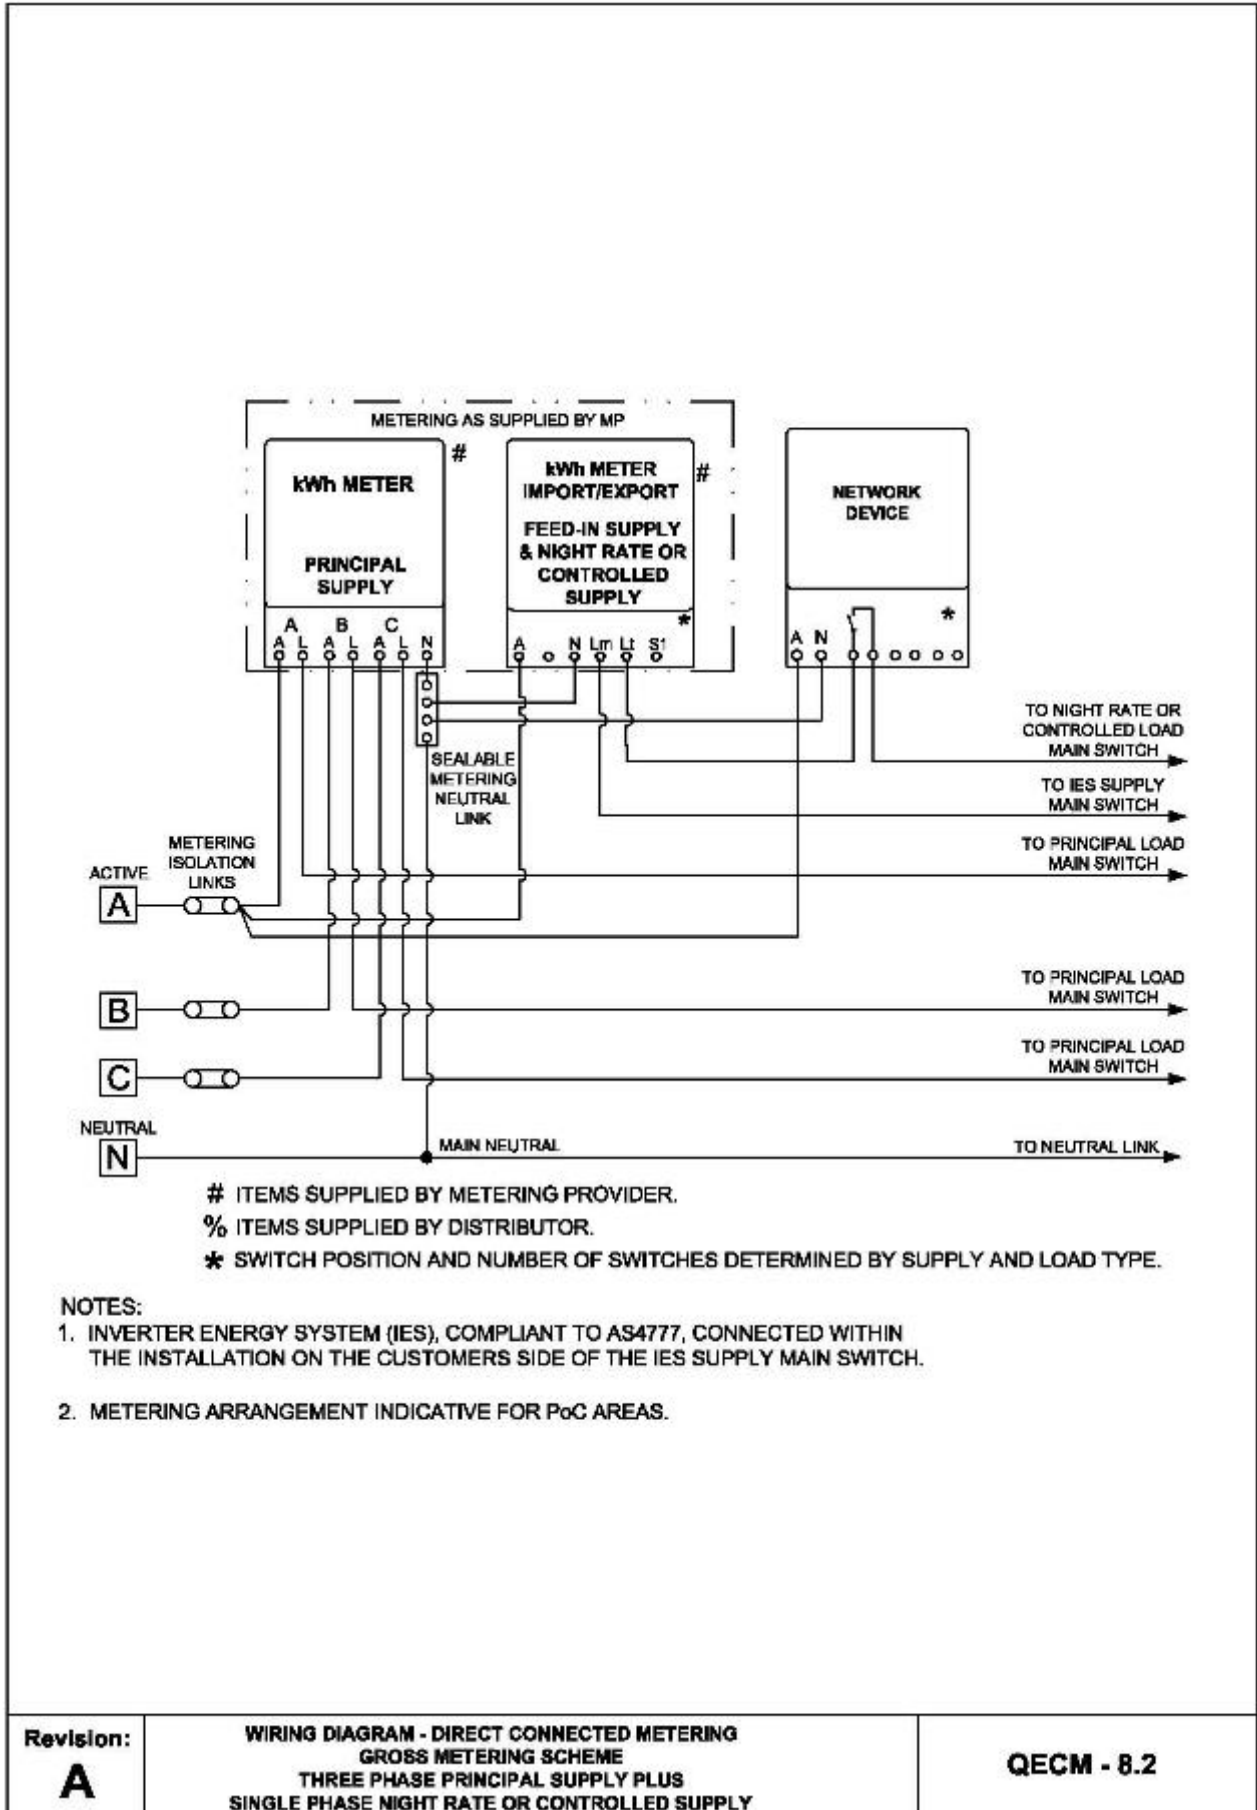 METERING AS SUPPLIED BY MP
#
kWh METER
PRINCIPAL
SUPPLY
A B C
A L A L A L N
#
kWh METER
IMPORT/EXPORT
FEED-IN SUPPLY
& NIGHT RATE OR
CONTROLLED
SUPPLY
*
A N Lm Lt S1
NETWORK
DEVICE
*
A N
SEALABLE
METERING
NEUTRAL
LINK
TO NIGHT RATE OR
CONTROLLED LOAD
MAIN SWITCH
TO IES SUPPLY
MAIN SWITCH
TO PRINCIPAL LOAD
MAIN SWITCH
METERING
ISOLATION
LINKS
ACTIVE
A
B
TO PRINCIPAL LOAD
MAIN SWITCH
C
TO PRINCIPAL LOAD
MAIN SWITCH
NEUTRAL
N
MAIN NEUTRAL
TO NEUTRAL LINK
# ITEMS SUPPLIED BY METERING PROVIDER.
% ITEMS SUPPLIED BY DISTRIBUTOR.
* SWITCH POSITION AND NUMBER OF SWITCHES DETERMINED BY SUPPLY AND LOAD TYPE.
NOTES:
1. INVERTER ENERGY SYSTEM (IES), COMPLIANT TO AS4777, CONNECTED WITHIN
THE INSTALLATION ON THE CUSTOMERS SIDE OF THE IES SUPPLY MAIN SWITCH.
2. METERING ARRANGEMENT INDICATIVE FOR PoC AREAS.
Revision:
A
WIRING DIAGRAM - DIRECT CONNECTED METERING
GROSS METERING SCHEME
THREE PHASE PRINCIPAL SUPPLY PLUS
SINGLE PHASE NIGHT RATE OR CONTROLLED SUPPLY
QECM - 8.2